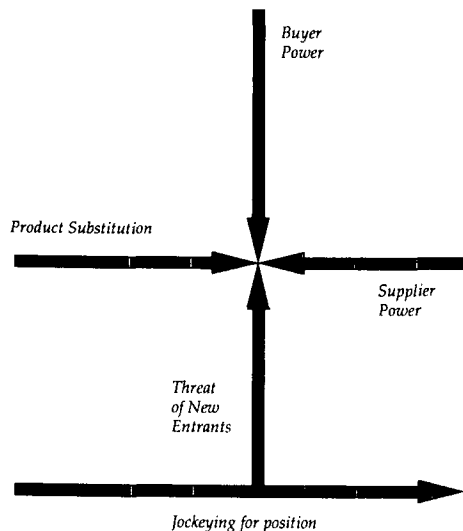 Buyer
Power
Product Substitution
Supplier
Power
Threat
of New
Entrants
Jockeying for position